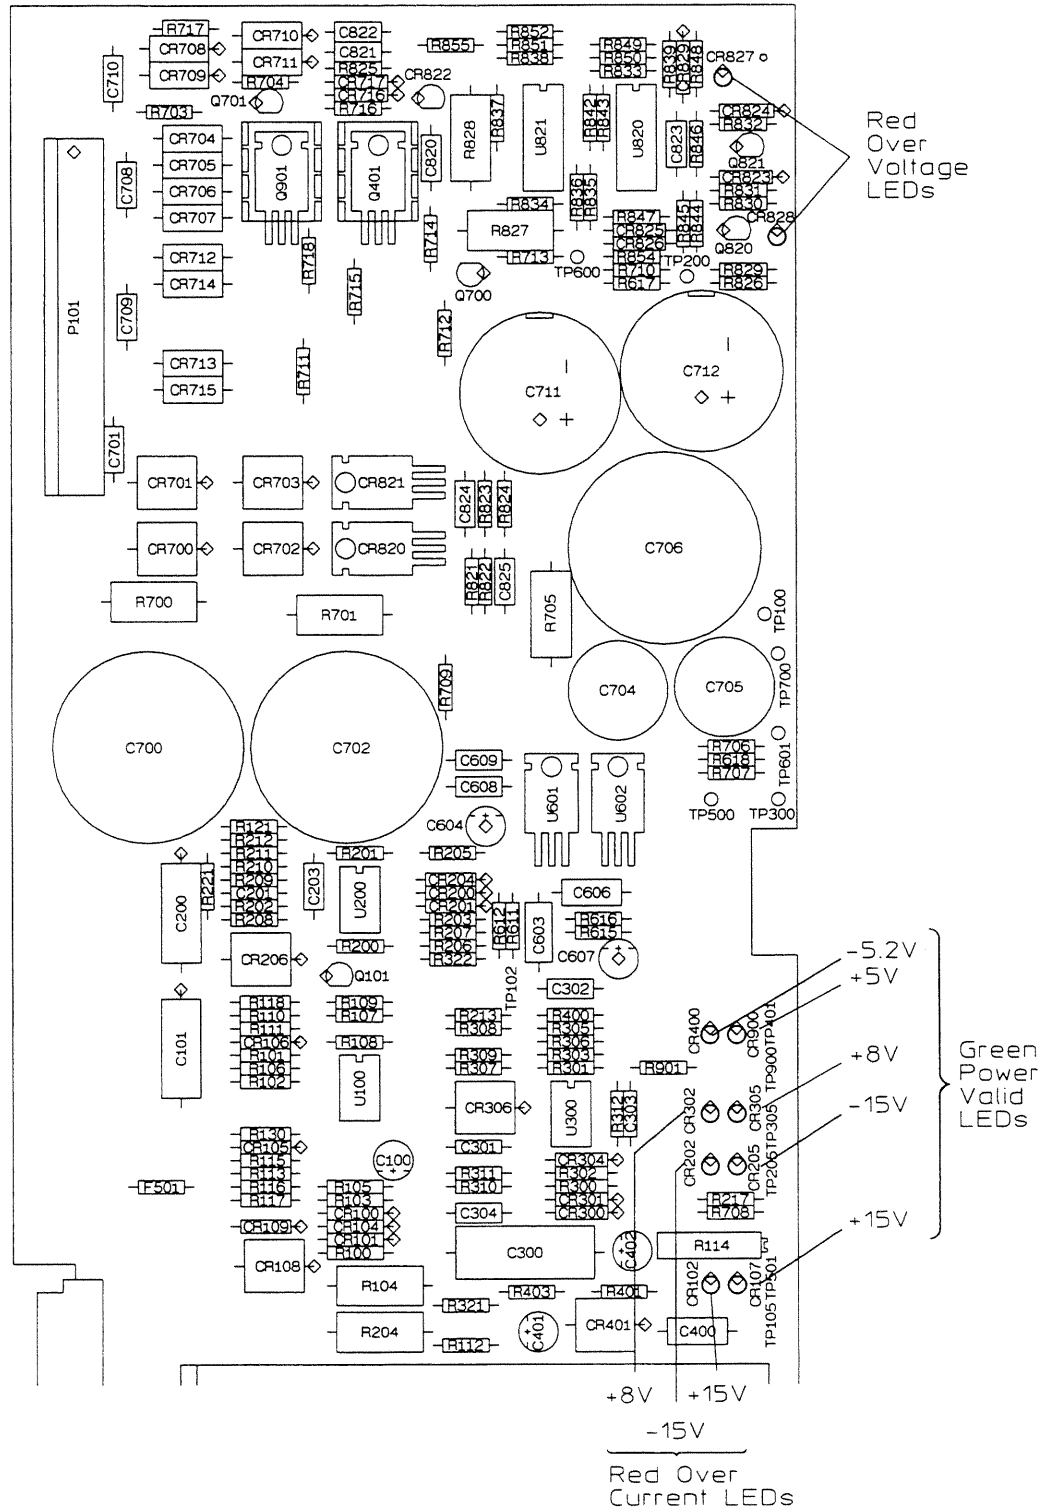 R717
CR708
CR709
C710
R703
CR710
CR711
R704
Q701
C822
C821
R825
CR717
CR716
R716
CR822
R855
R852
R851
R838
R849
R850
R833
R839
CR829
R848
CR827
CR824
R832
Q821
CR823
R831
R830
CR828
Q820
Red
Over
Voltage
LEDs
CR704
CR705
CR706
CR707
C708
Q901
Q401
C820
R828
R837
U821
R842
R843
U820
C823
R846
R836
R835
R834
R827
R713
TP600
R847
CR825
CR826
R854
R710
R617
R845
R844
TP200
R829
R826
P101
CR712
CR714
R718
R715
R714
Q700
C709
R712
CR713
CR715
R711
C711
C712
C701
CR701
CR703
CR821
C824
R823
R824
C706
CR700
CR702
CR820
R821
R822
C825
R705
R700
R701
TP100
TP700
C704
C705
R709
C700
C702
R706
R618
R707
TP601
TP500
TP300
C609
C608
U601
U602
C604
R121
R212
R211
R210
R209
C201
R202
R208
R221
C200
C203
R201
U200
R200
R205
CR204
CR200
CR201
R203
R207
R206
R322
R612
R611
C603
C606
R616
R615
C607
CR206
Q101
TP102
C302
C101
R118
R110
R111
CR106
R101
R106
R102
R109
R107
R108
U100
R213
R308
R309
R307
R400
R305
R306
R303
R301
R901
CR400
CR900
TP401
TP900
-5.2V
+5V
+8V
-15V
+15V
Green
Power
Valid
LEDs
CR306
U300
R312
C303
CR302
CR305
TP305
CR202
CR205
TP206
R130
CR105
R115
R113
R116
R117
CR109
CR108
F501
C100
R105
R103
CR100
CR104
CR101
R100
C301
R311
R310
C304
CR304
R302
R300
CR301
CR300
R217
R708
C300
C402
R114
R104
R204
R403
R401
R321
R112
C401
CR401
C400
CR102
CR107
TP501
TP105
+8V
+15V
-15V
Red Over
Current LEDs